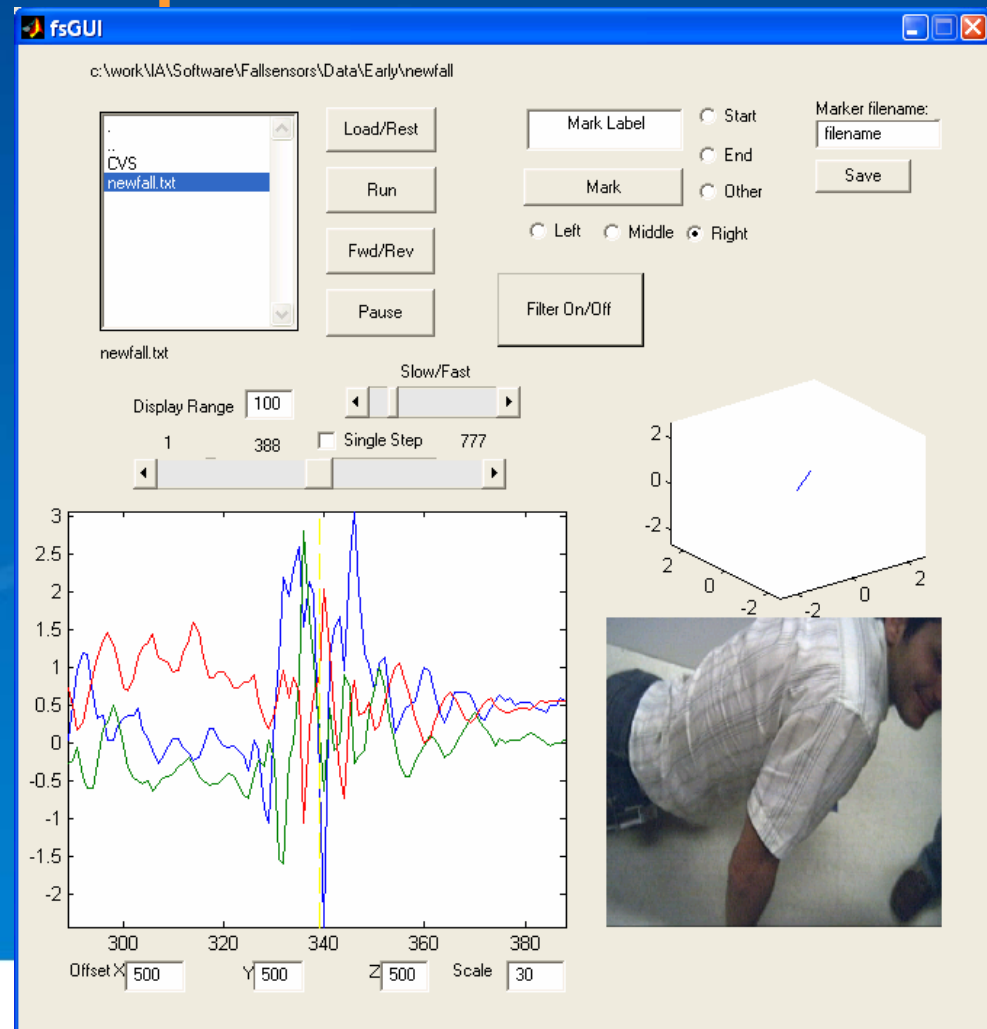 fsGUI
c:\work\IA\Software\Fallsensors\Data\Early\newfall
.
..
CVS
newfall.txt
newfall.txt
Load/Rest
Run
Fwd/Rev
Pause
Mark Label
Mark
Start
End
Other
Left Middle Right
Marker filename:
filename
Save
Filter On/Off
Slow/Fast
Display Range 100
1 388 Single Step 777
3
2.5
2
1.5
1
0.5
0
-0.5
-1
-1.5
-2
300 320 340 360 380
2
0
-2
2 0 -2 -2 0 2
Offset X 500 Y 500 Z 500 Scale 30